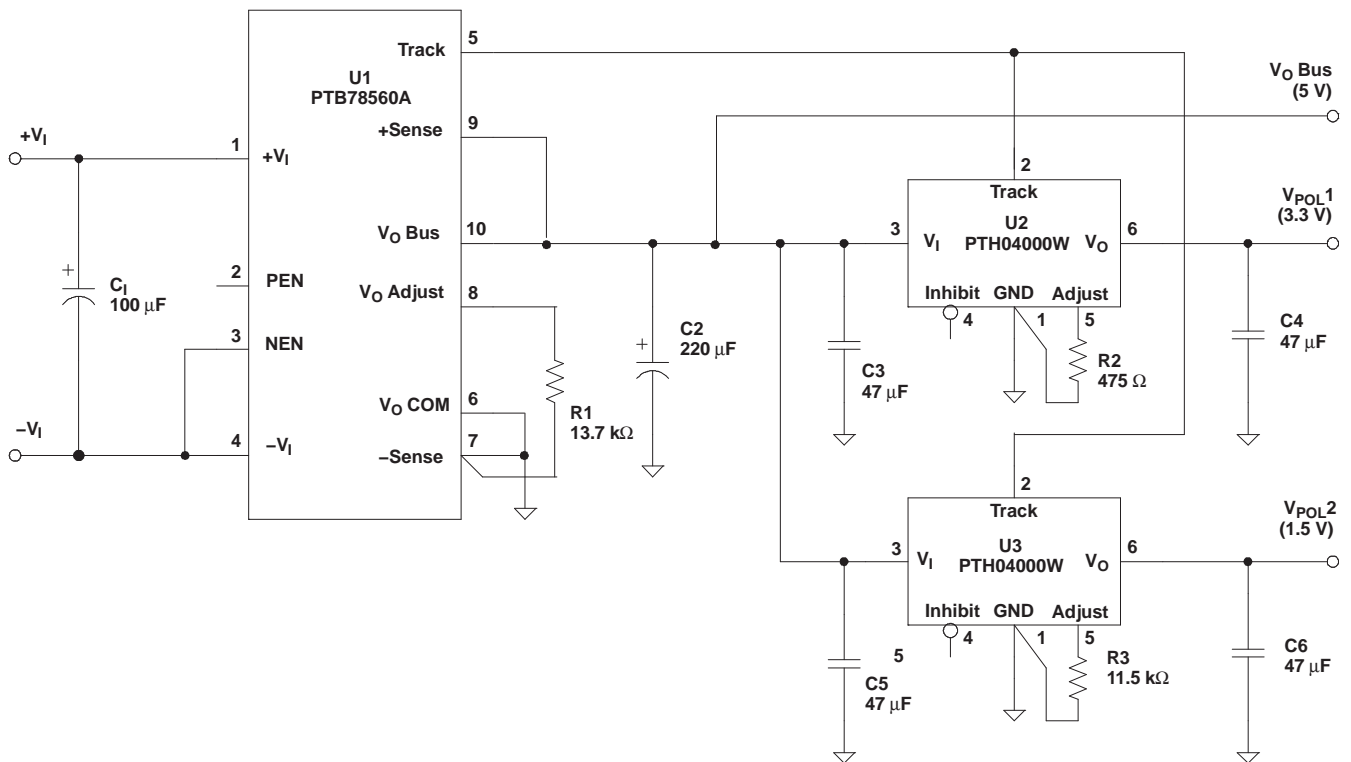 5
Track
U1
PTB78560A
VO Bus
(5 V)
9
+Sense
+VI
1
+VI
2
Track
VPOL1
(3.3 V)
U2
PTH04000W
3
VI
VO
6
VO Bus
10
2
PEN
+
CI
100 μF
VO Adjust
8
Inhibit
GND
Adjust
4
1
5
3
NEN
C2
220 μF
+
C3
47 μF
R2
475 Ω
C4
47 μF
R1
13.7 kΩ
VO COM
6
–VI
4
–VI
7
–Sense
2
Track
VPOL2
(1.5 V)
U3
PTH04000W
3
VI
VO
6
Inhibit
GND
Adjust
4
1
5
5
C5
47 μF
R3
11.5 kΩ
C6
47 μF